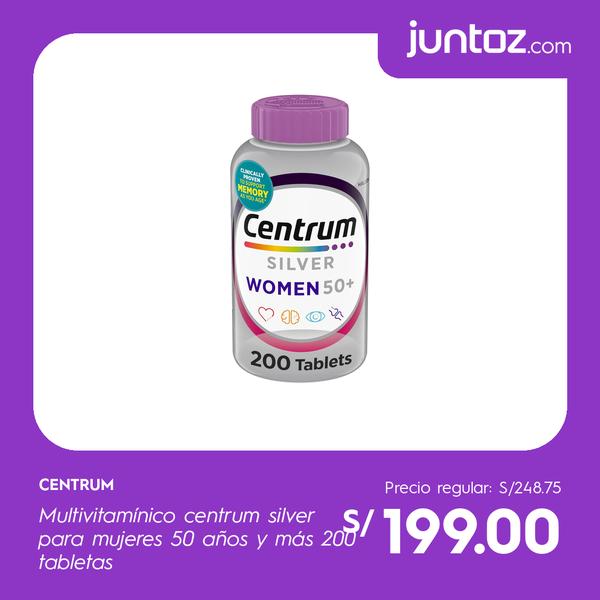 juntoz.com
CLINICALLY
PROVEN
TO SUPPORT
MEMORY
AS YOU AGE*
Centrum
SILVER
WOMEN 50+
200 Tablets
CENTRUM
Multivitamínico centrum silver
para mujeres 50 años y más 200
tabletas
Precio regular: S/248.75
S/ 199.00